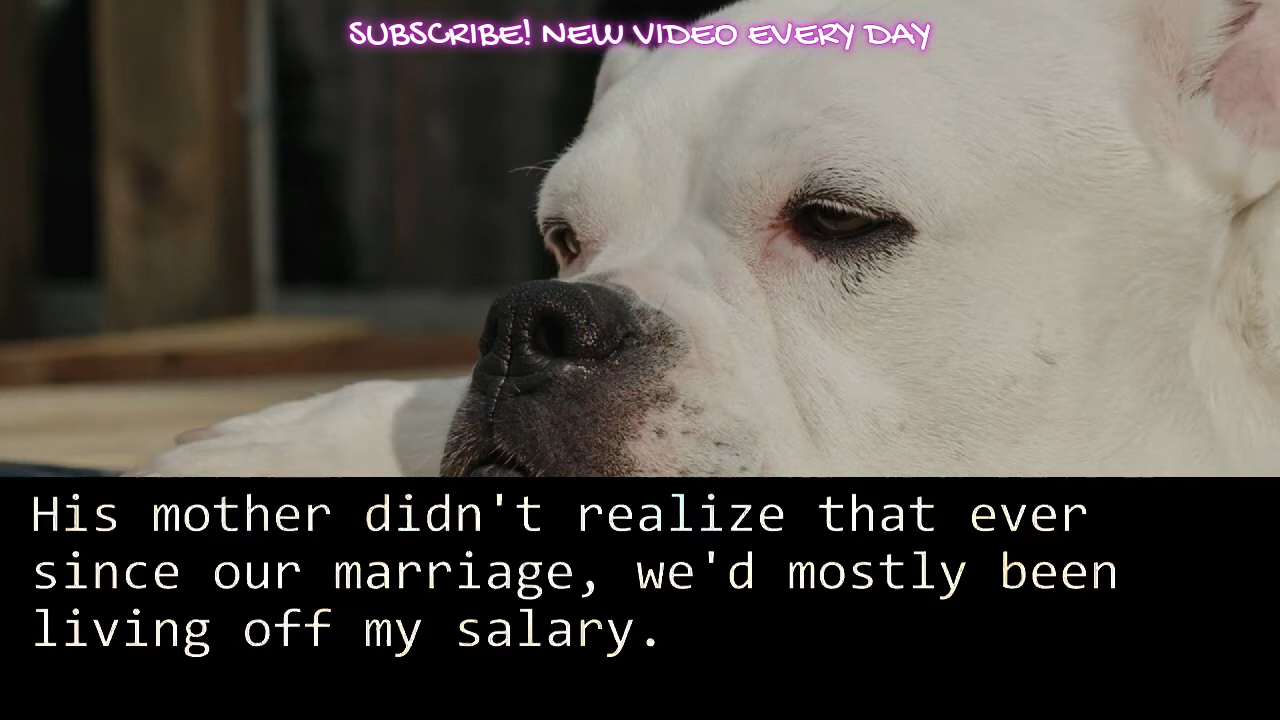 SUBSCRIBE! NEW VIDEO EVERY DAY
His mother didn't realize that ever
since our marriage, we'd mostly been
living off my salary.